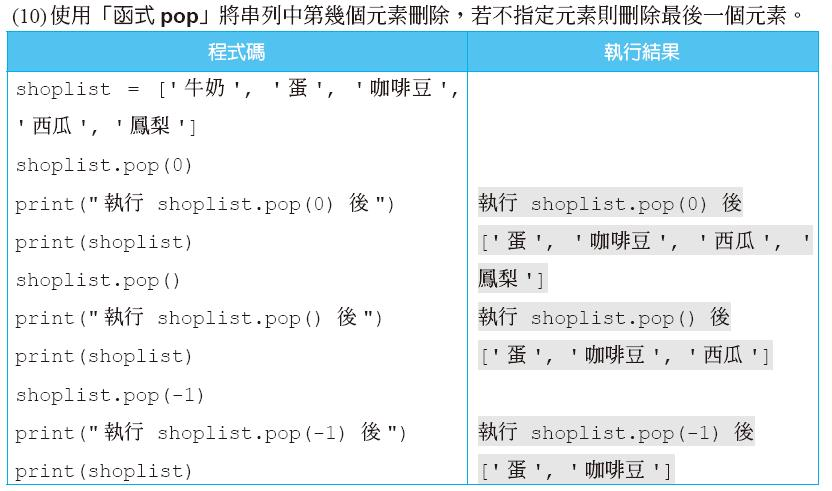 (10)使用「函式 pop」將串列中第幾個元素刪除，若不指定元素則刪除最後一個元素。
程式碼
執行結果
shoplist = ['牛奶', '蛋', '咖啡豆',
'西瓜', '鳳梨']
shoplist.pop(0)
print("執行 shoplist.pop(0) 後")
print(shoplist)
shoplist.pop()
print("執行 shoplist.pop() 後")
print(shoplist)
shoplist.pop(-1)
print("執行 shoplist.pop(-1) 後")
print(shoplist)
執行 shoplist.pop(0) 後
['蛋', '咖啡豆', '西瓜', '
鳳梨']
執行 shoplist.pop() 後
['蛋', '咖啡豆', '西瓜']
執行 shoplist.pop(-1) 後
['蛋', '咖啡豆']